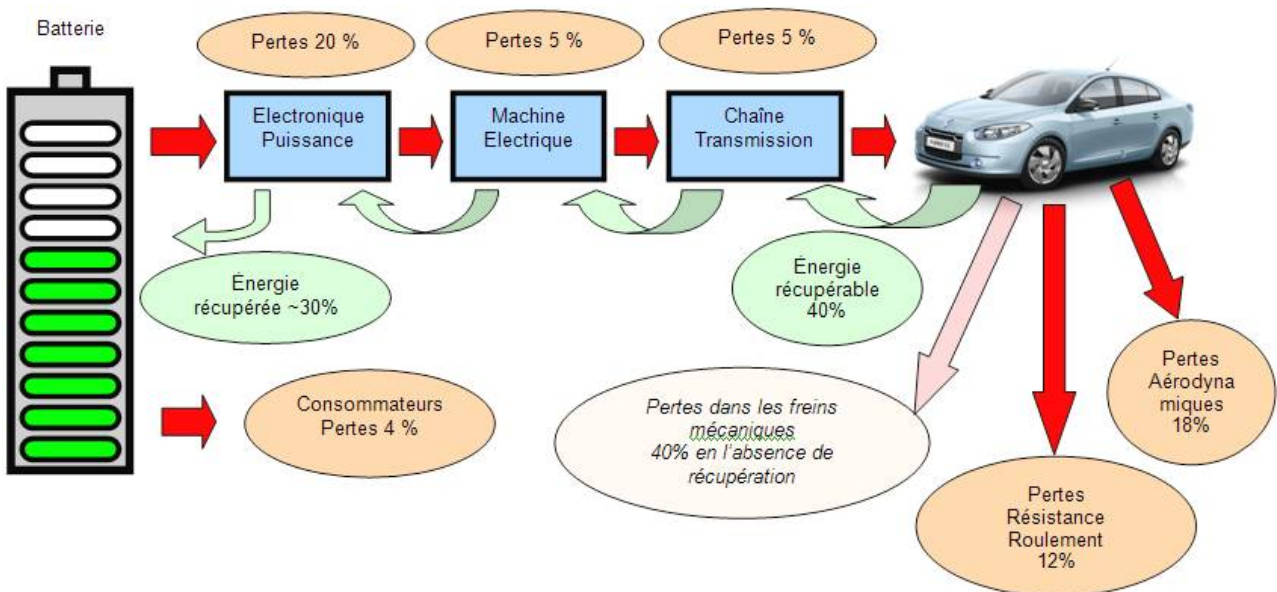 Batterie
Pertes 20 %
Pertes 5 %
Pertes 5 %
Electronique
Puissance
Machine
Electrique
Chaîne
Transmission
Énergie
récupérée ~30%
Énergie
récupérable
40%
Consommateurs
Pertes 4 %
Pertes dans les freins
mécaniques
40% en l'absence de
récupération
Pertes
Aérodyna
miques
18%
Pertes
Résistance
Roulement
12%